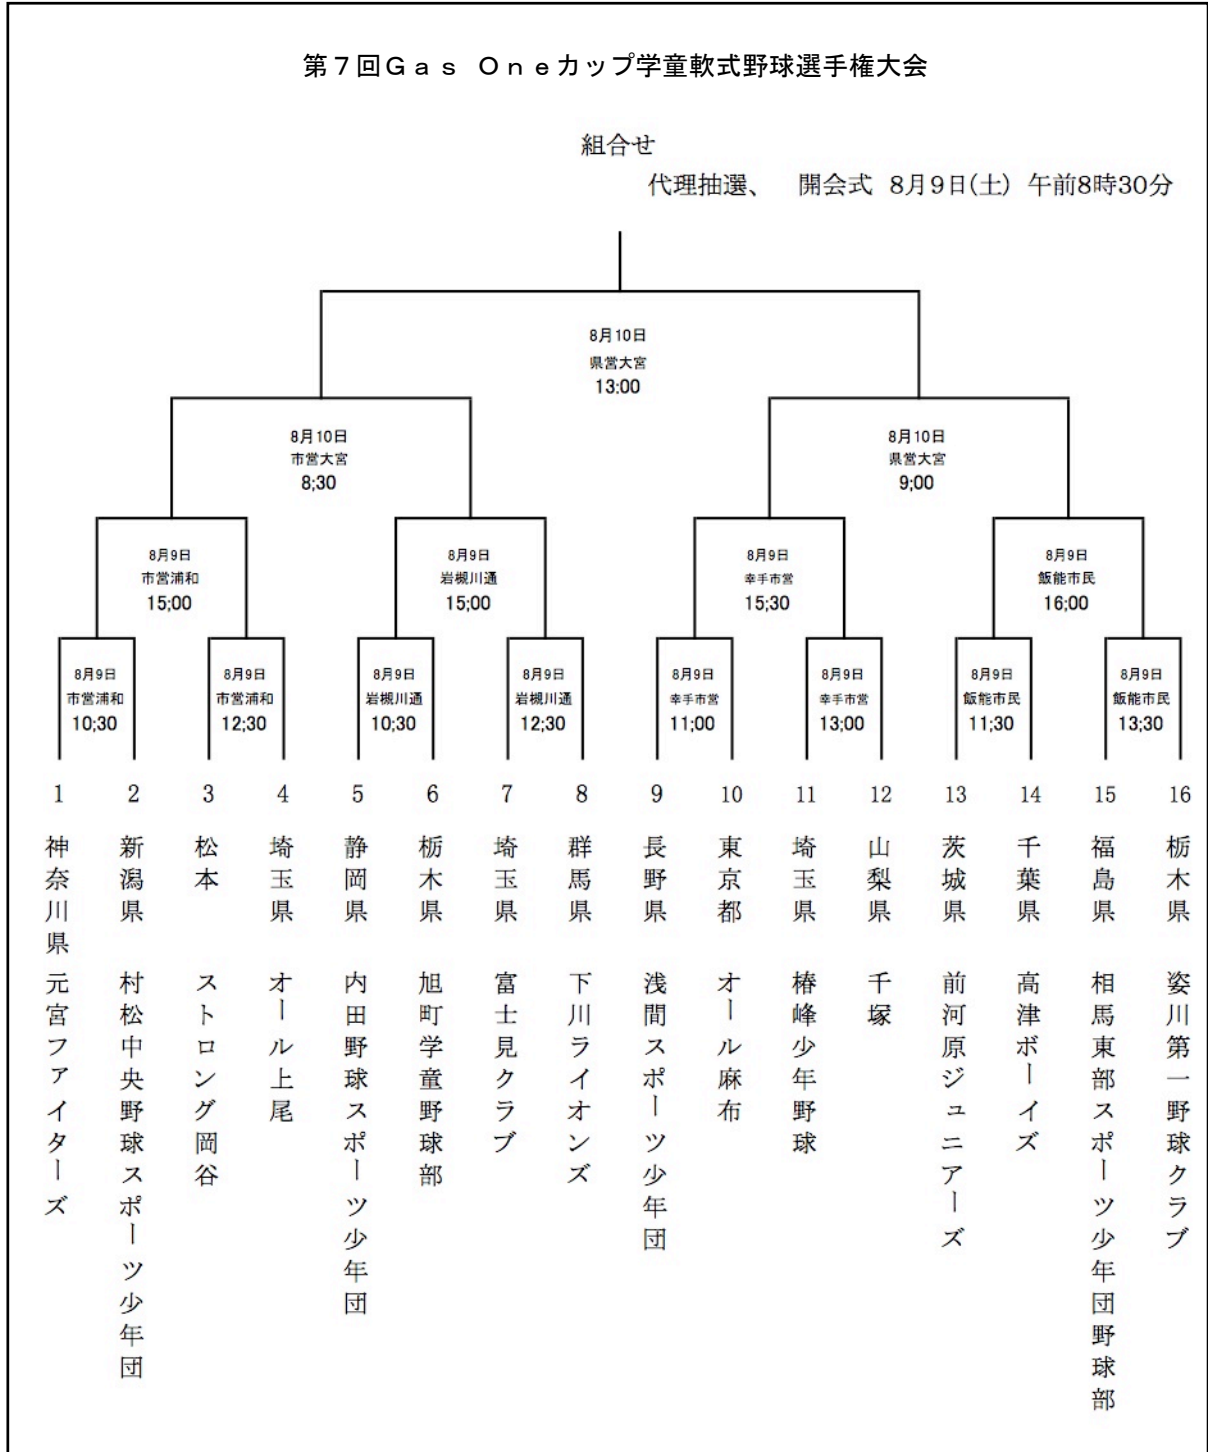 第7回Gas Oneカップ学童軟式野球選手権大会
組合せ
代理抽選、 開会式 8月9日(土) 午前8時30分
8月10日
県営大宮
13:00
8月10日
市営大宮
8;30
8月10日
県営大宮
9;00
8月9日
市営浦和
15;00
8月9日
岩槻川通
15;00
8月9日
幸手市営
15;30
8月9日
飯能市民
16;00
8月9日
市営浦和
10;30
8月9日
市営浦和
12;30
8月9日
岩槻川通
10;30
8月9日
岩槻川通
12;30
8月9日
幸手市営
11;00
8月9日
幸手市営
13;00
8月9日
飯能市民
11;30
8月9日
飯能市民
13;30
1 神奈川県 元宮ファイターズ
2 新潟県 村松中央野球スポーツ少年団
3 松本 ストロング岡谷
4 埼玉県 オール上尾
5 静岡県 内田野球スポーツ少年団
6 栃木県 旭町学童野球部
7 埼玉県 富士見クラブ
8 群馬県 下川ライオンズ
9 長野県 浅間スポーツ少年団
10 東京都 オール麻布
11 埼玉県 椿峰少年野球
12 山梨県 千塚
13 茨城県 前河原ジュニアーズ
14 千葉県 高津ボーイズ
15 福島県 相馬東部スポーツ少年団野球部
16 栃木県 姿川第一野球クラブ